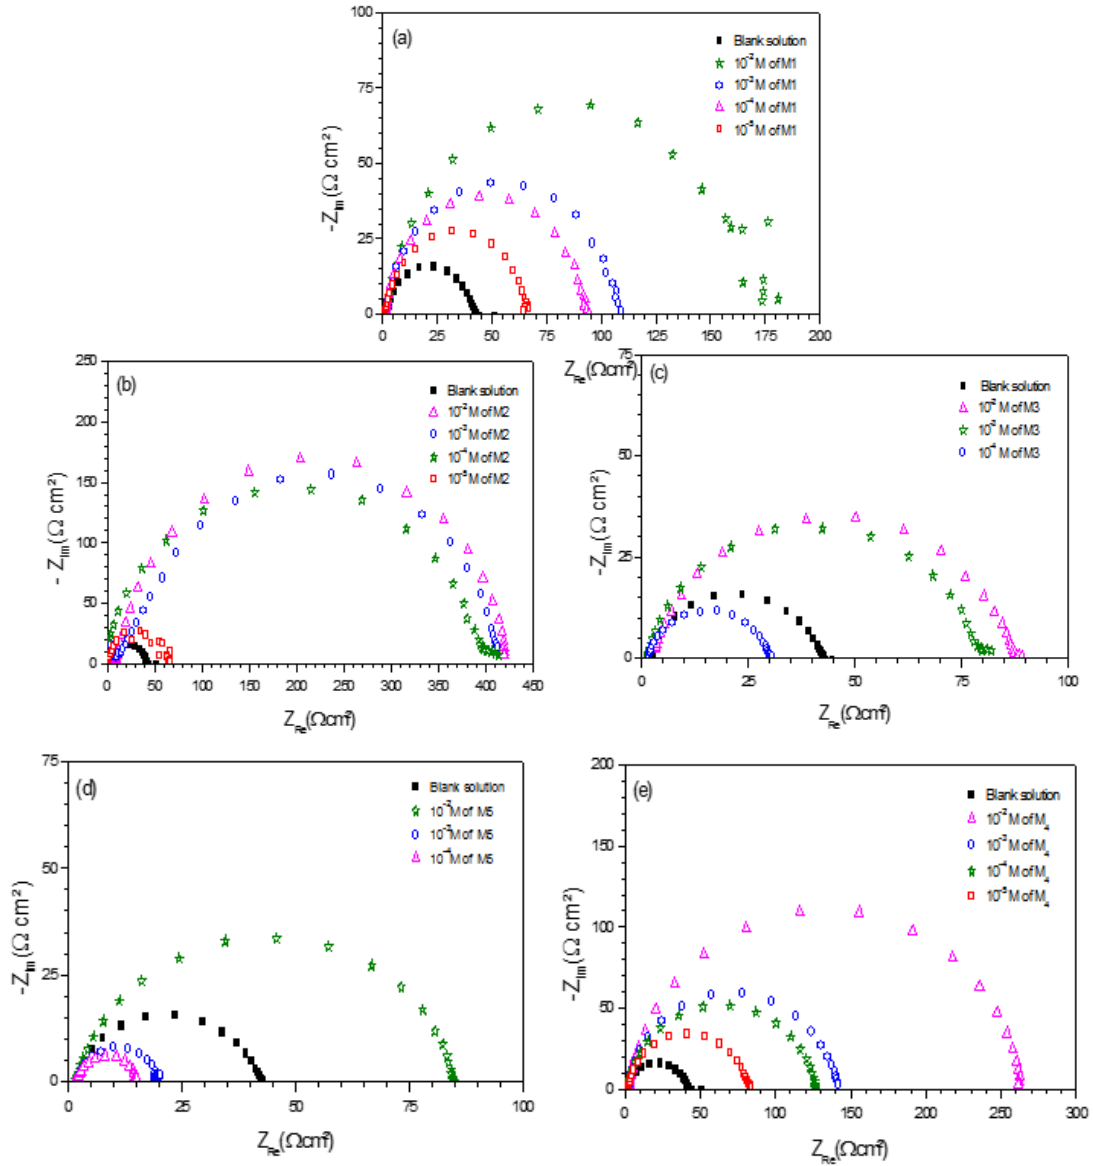 (a)
Blank solution
10⁻² M of M1
10⁻³ M of M1
10⁻⁴ M of M1
10⁻⁵ M of M1
-Z_Im (Ω cm²)
100
75
50
25
0
0 25 50 75 100 125 150 175 200
Z_Re (Ωcm²)
(b)
Blank solution
10⁻² M of M2
10⁻³ M of M2
10⁻⁴ M of M2
10⁻⁵ M of M2
- Z_Im (Ω cm²)
250
200
150
100
50
0
0 50 100 150 200 250 300 350 400 450
Z_Re (Ωcm²)
(c)
Blank solution
10⁻² M of M3
10⁻³ M of M3
10⁻⁴ M of M3
-Z_Im (Ω cm²)
75
50
25
0
0 25 50 75 100
Z_Re (Ωcm²)
(d)
Blank solution
10⁻² M of M5
10⁻³ M of M5
10⁻⁴ M of M5
-Z_Im (Ω cm²)
75
50
25
0
0 25 50 75 100
Z_Re (Ωcm²)
(e)
Blank solution
10⁻² M of M₄
10⁻³ M of M₄
10⁻⁴ M of M₄
10⁻⁵ M of M₄
-Z_Im (Ω cm²)
200
150
100
50
0
0 50 100 150 200 250 300
Z_Re (Ωcm²)